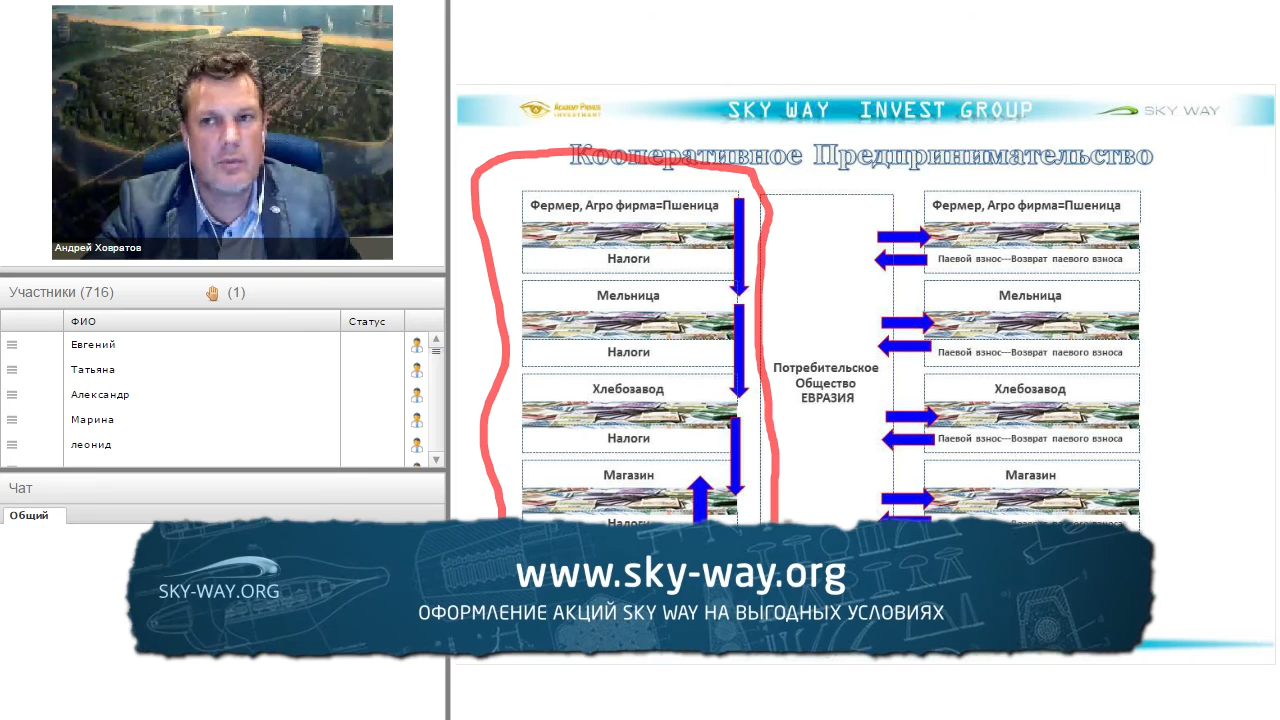 Андрей Ховратов
Участники (716)
(1)
ФИО
Статус
Евгений
Татьяна
Александр
Марина
леонид
Чат
Общий
INVESTMENT
SKY WAY INVEST GROUP
SKY WAY
Кооперативное Предпринимательство
Фермер, Агро фирма=Пшеница
Налоги
Мельница
Налоги
Хлебозавод
Налоги
Магазин
Налоги
Потребительское
Общество
ЕВРАЗИЯ
Фермер, Агро фирма=Пшеница
Паевой взнос---Возврат паевого взноса
Мельница
Паевой взнос---Возврат паевого взноса
Хлебозавод
Паевой взнос---Возврат паевого взноса
Магазин
SKY-WAY.ORG
www.sky-way.org
ОФОРМЛЕНИЕ АКЦИЙ SKY WAY НА ВЫГОДНЫХ УСЛОВИЯХ